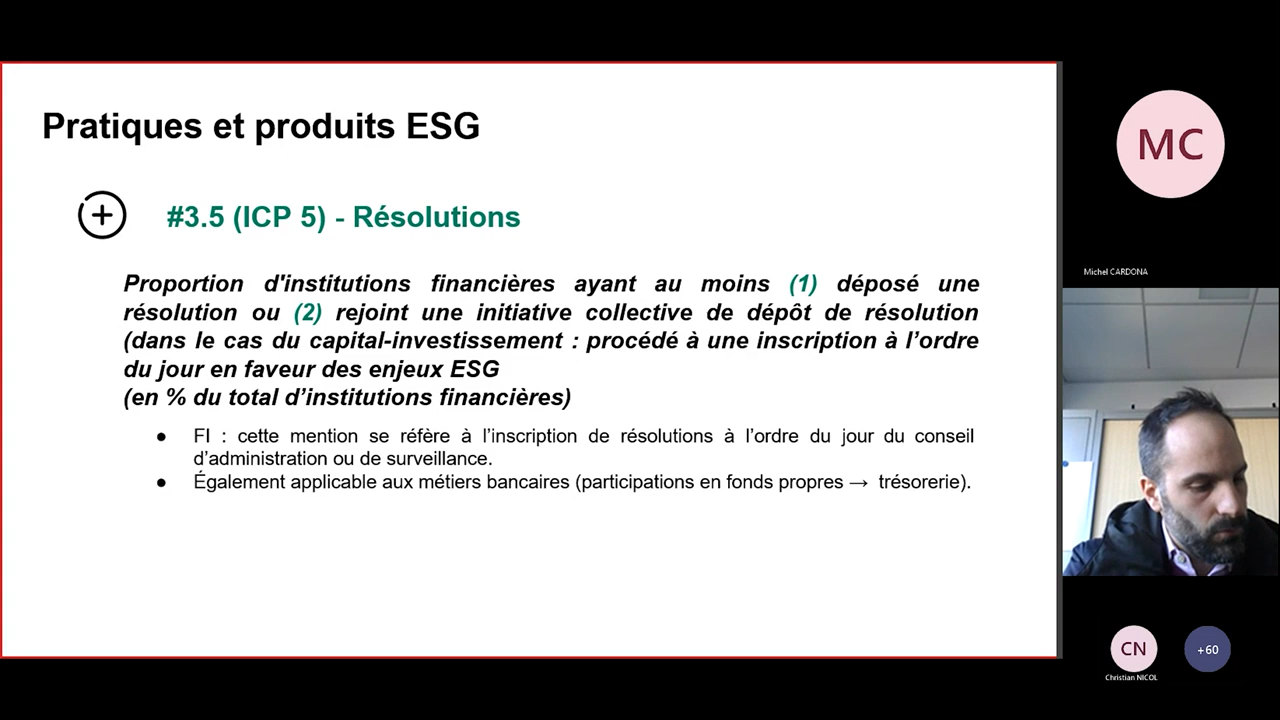 Pratiques et produits ESG
#3.5 (ICP 5) - Résolutions
Proportion d'institutions financières ayant au moins (1) déposé une
résolution ou (2) rejoint une initiative collective de dépôt de résolution
(dans le cas du capital-investissement : procédé à une inscription à l’ordre
du jour en faveur des enjeux ESG
(en % du total d’institutions financières)
● FI : cette mention se réfère à l’inscription de résolutions à l’ordre du jour du conseil
d’administration ou de surveillance.
● Également applicable aux métiers bancaires (participations en fonds propres → trésorerie).
MC
Michel CARDONA
CN
Christian NICOL
+60